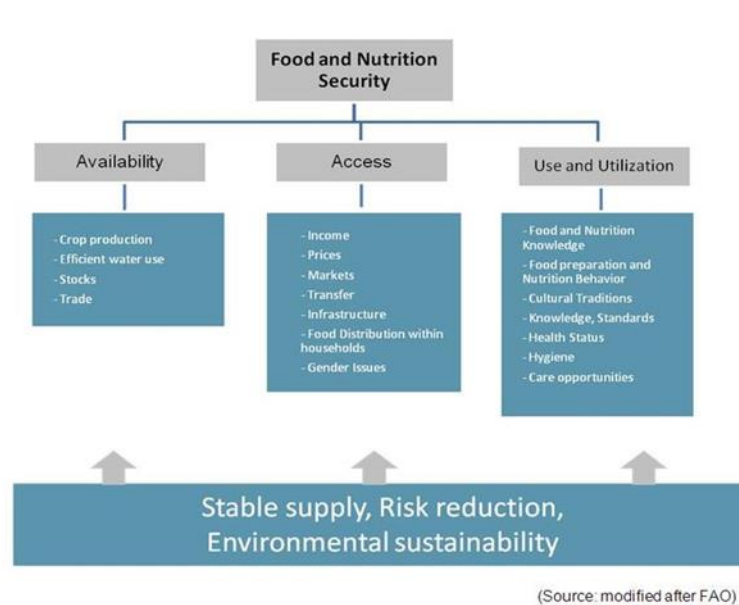 Food and Nutrition
Security
Availability
Access
Use and Utilization
- Crop production
- Efficient water use
- Stocks
- Trade
- Income
- Prices
- Markets
- Transfer
- Infrastructure
- Food Distribution within
households
- Gender Issues
- Food and Nutrition
Knowledge
- Food preparation and
Nutrition Behavior
- Cultural Traditions
- Knowledge, Standards
- Health Status
- Hygiene
- Care opportunities
Stable supply, Risk reduction,
Environmental sustainability
(Source: modified after FAO)